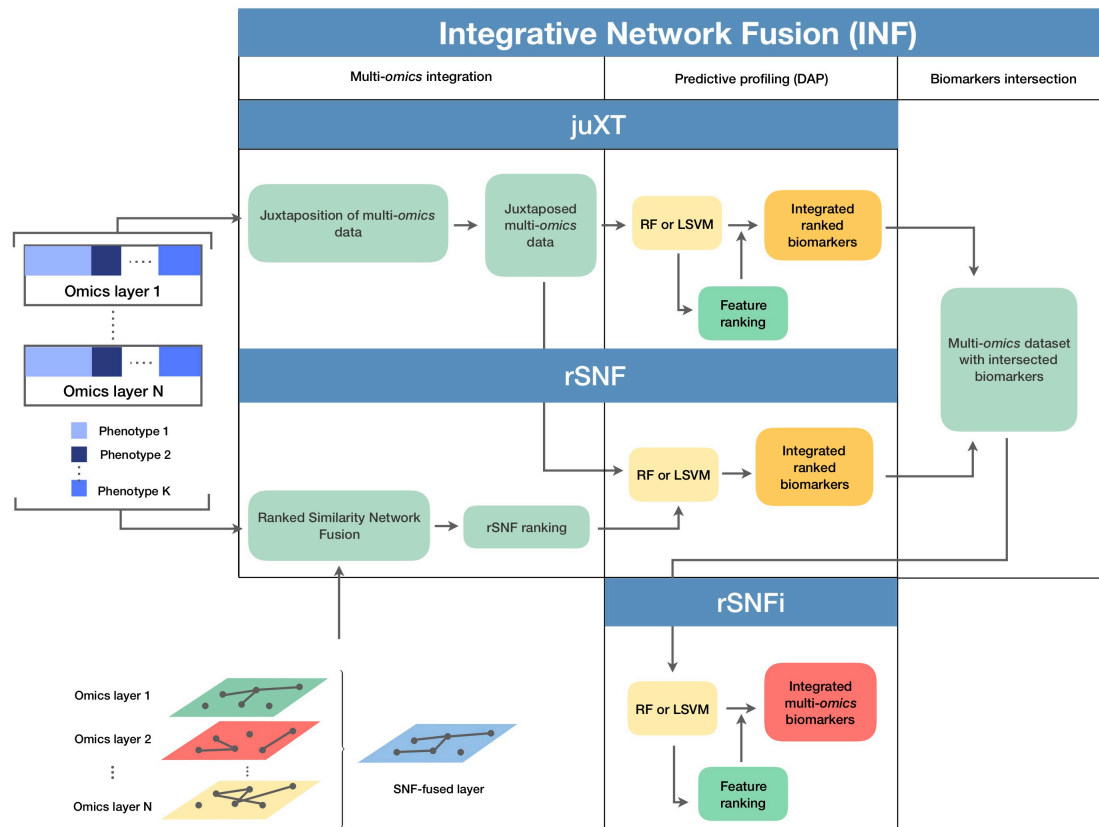 Integrative Network Fusion (INF)
Multi-omics integration
Predictive profiling (DAP)
Biomarkers intersection
juXT
Juxtaposition of multi-omics
data
Juxtaposed
multi-omics
data
RF or LSVM
Integrated
ranked
biomarkers
Feature
ranking
Omics layer 1
Omics layer N
Phenotype 1
Phenotype 2
Phenotype K
Multi-omics dataset
with intersected
biomarkers
rSNF
Ranked Similarity Network
Fusion
rSNF ranking
RF or LSVM
Integrated
ranked
biomarkers
rSNFi
RF or LSVM
Integrated
multi-omics
biomarkers
Feature
ranking
Omics layer 1
Omics layer 2
Omics layer N
SNF-fused layer